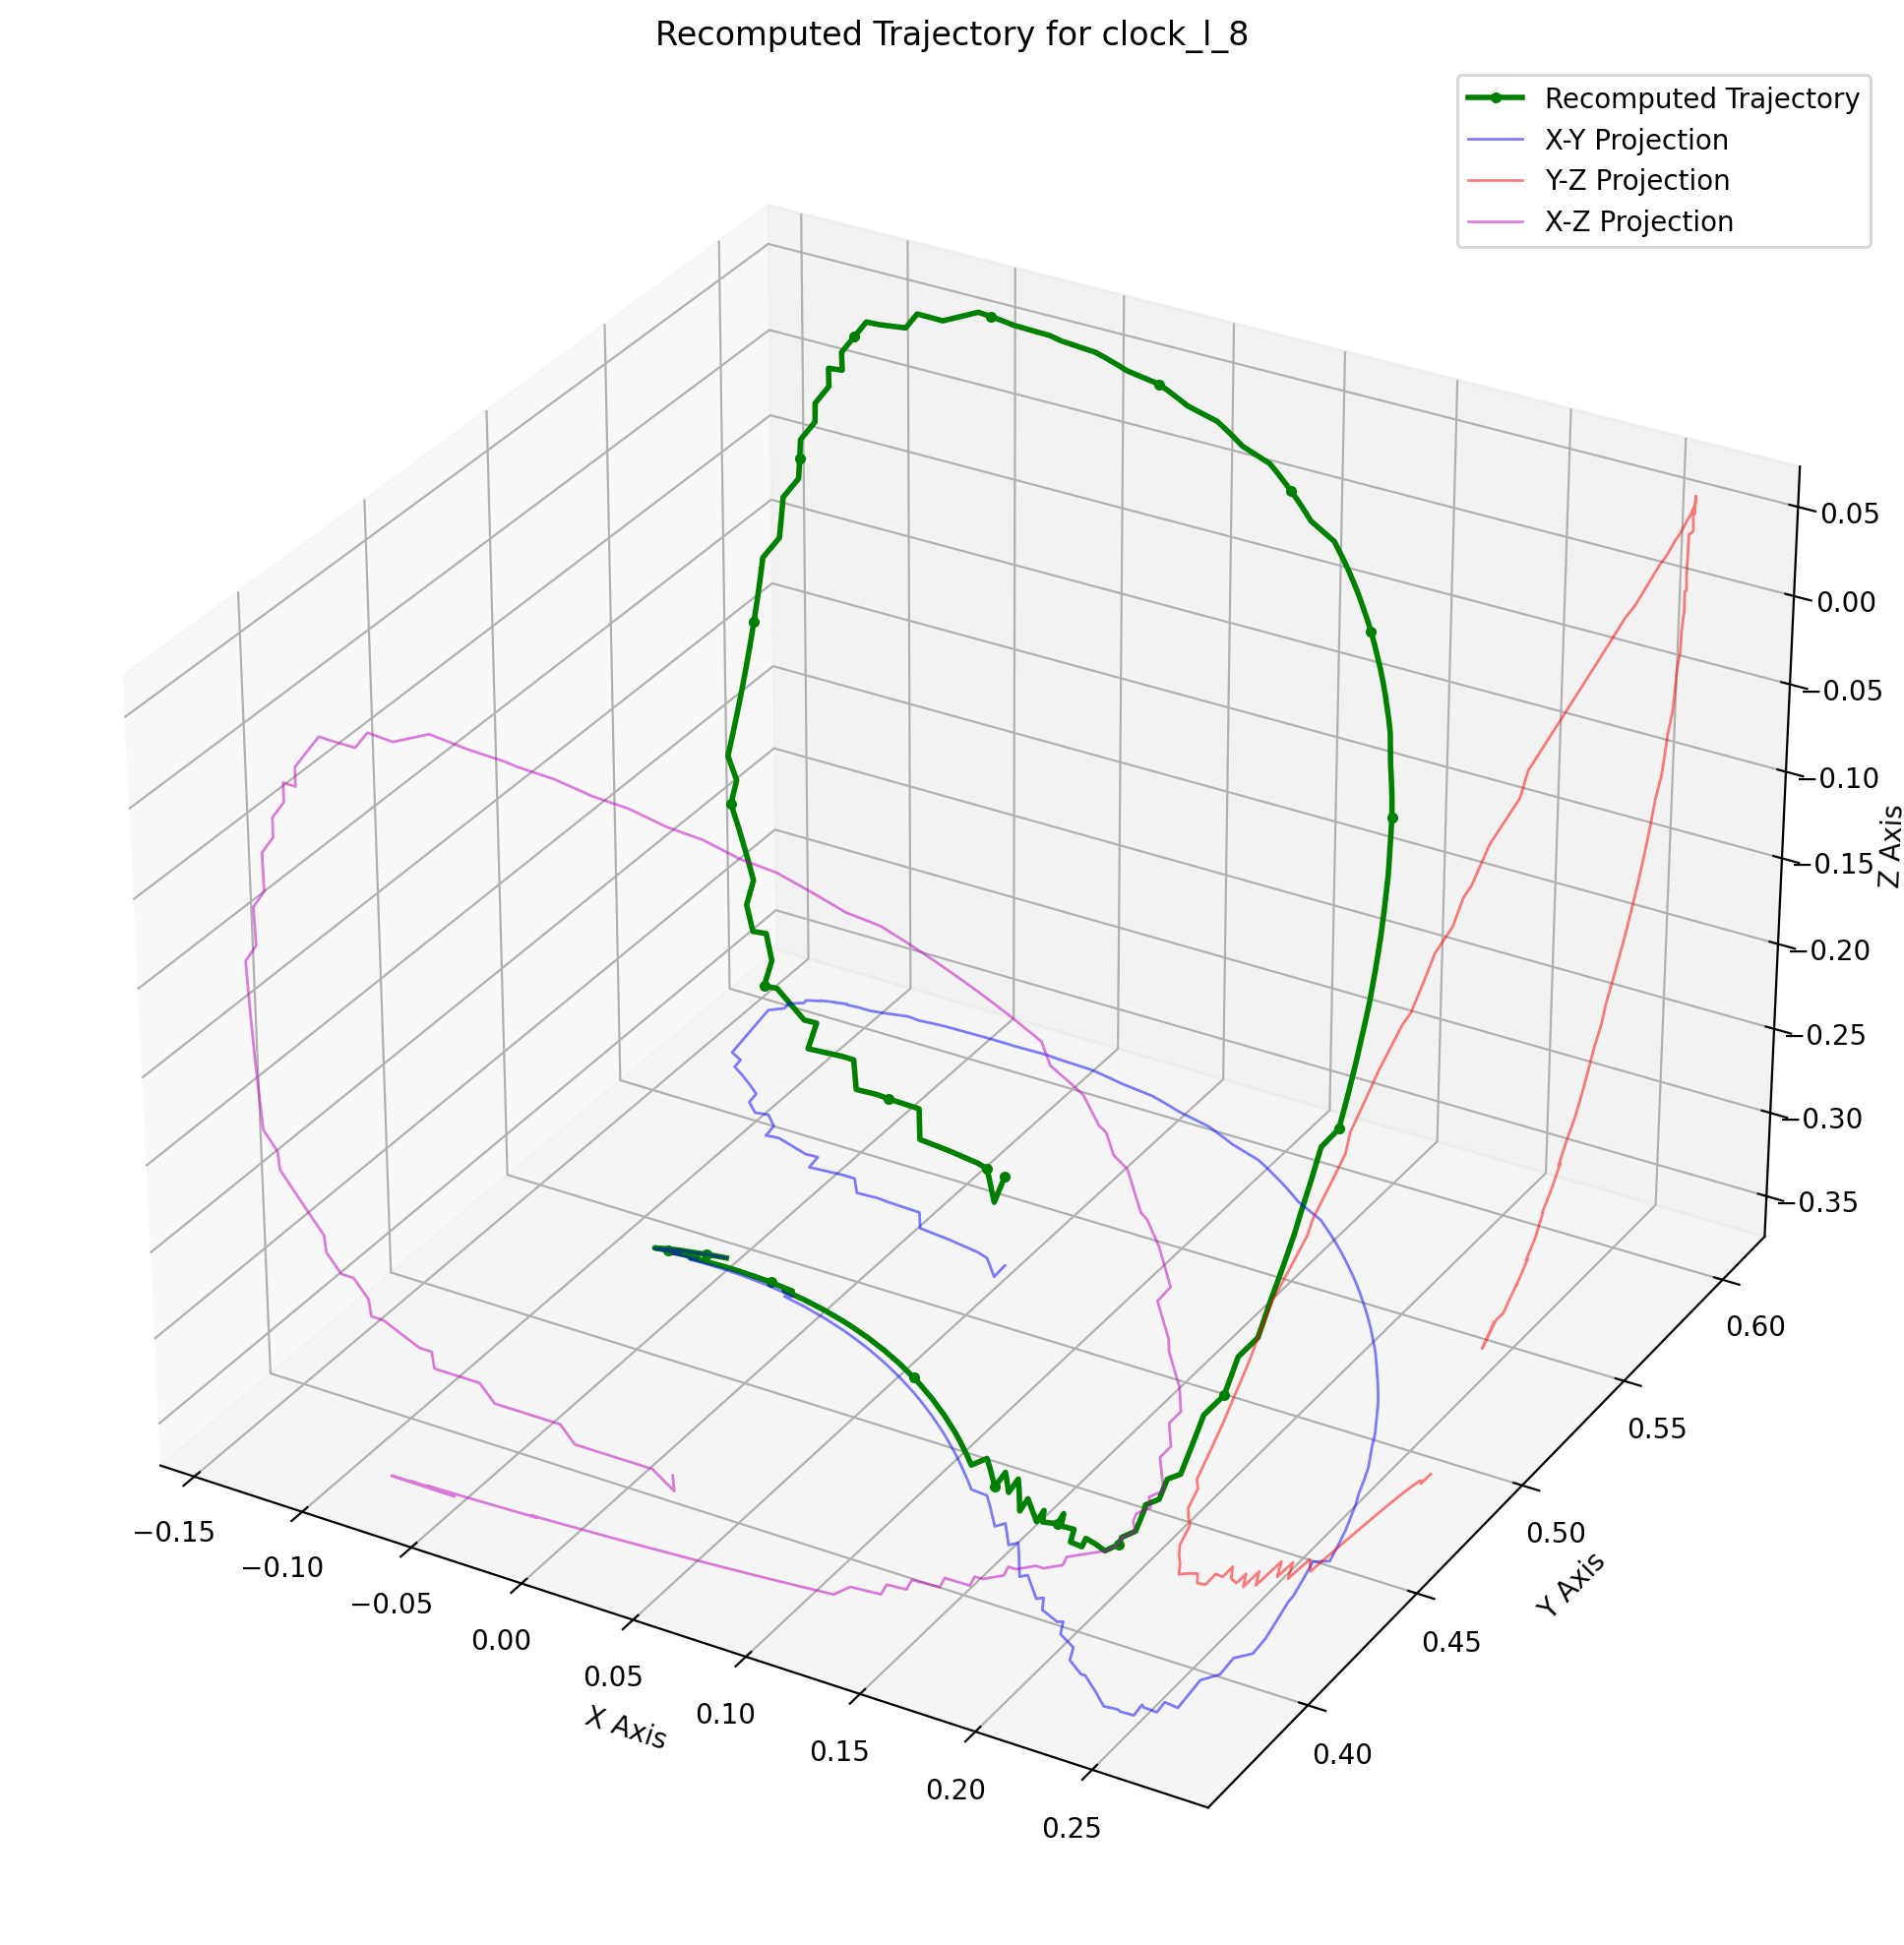 Recomputed Trajectory for clock_l_8
Recomputed Trajectory
X-Y Projection
Y-Z Projection
X-Z Projection
0.05
0.00
−0.05
−0.10
−0.15
−0.20
−0.25
−0.30
−0.35
Z Axis
0.60
0.55
0.50
0.45
0.40
Y Axis
−0.15
−0.10
−0.05
0.00
0.05
0.10
0.15
0.20
0.25
X Axis